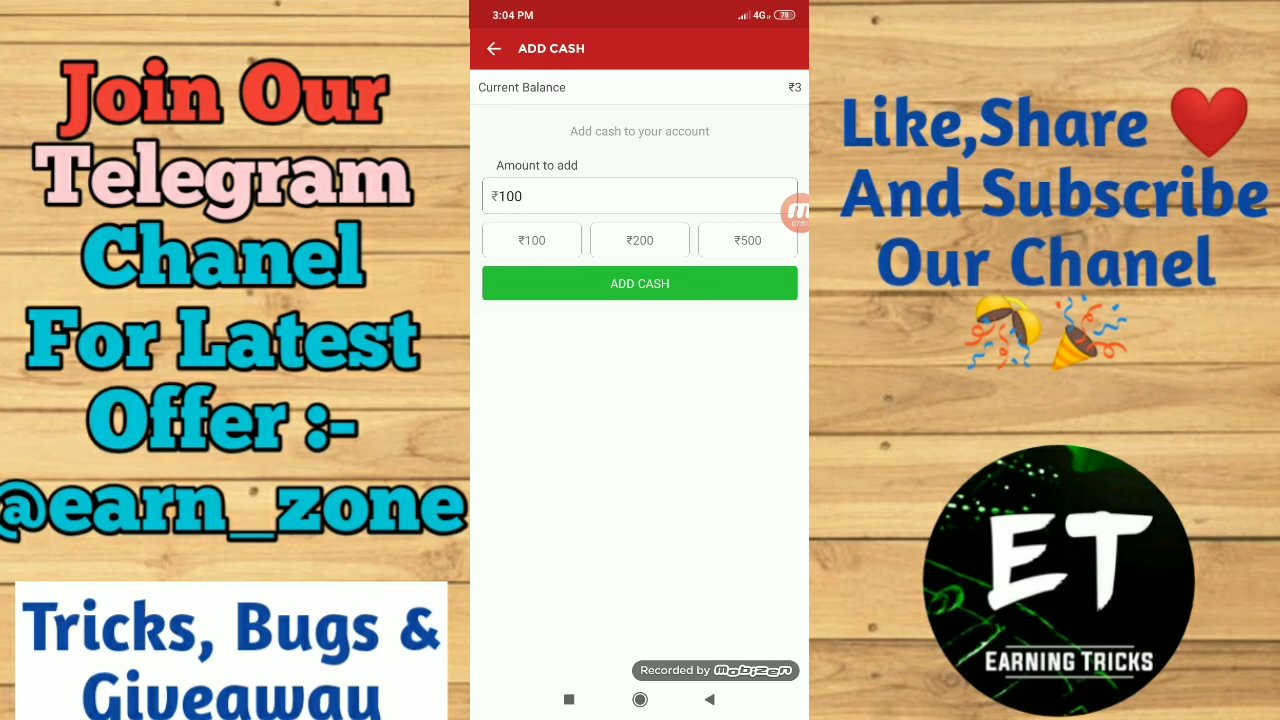 Join Our
Telegram
Chanel
For Latest
Offer :-
@earn_zone
Tricks, Bugs &
Giveaway
3:04 PM
4G
78
ADD CASH
Current Balance
₹3
Add cash to your account
Amount to add
₹100
₹100
₹200
₹500
ADD CASH
Recorded by mobizen
Like,Share
And Subscribe
Our Chanel
ET
EARNING TRICKS